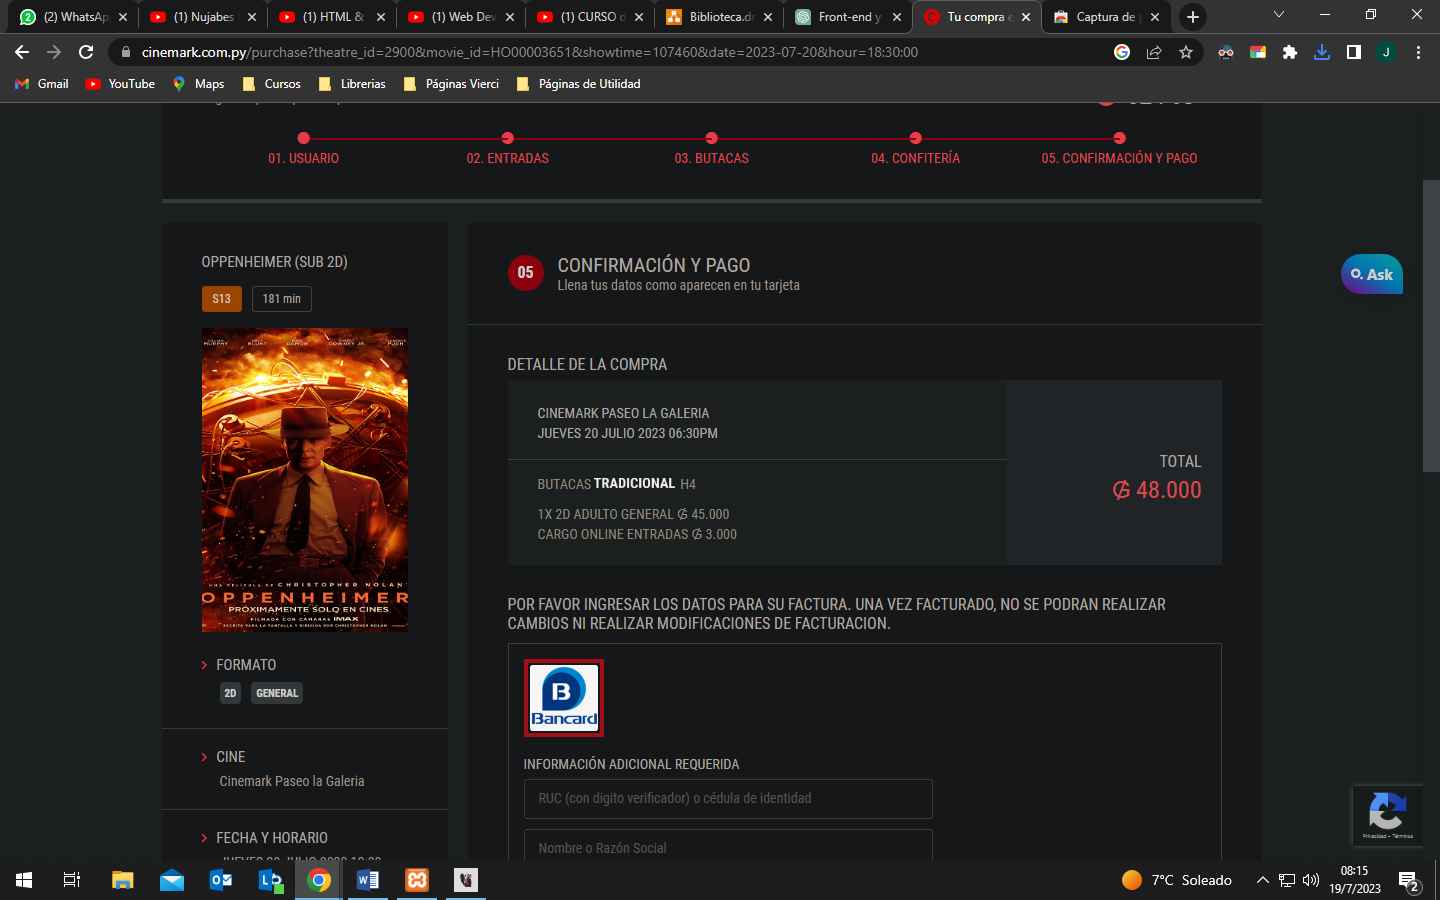 (2) WhatsAp
(1) Nujabes
(1) HTML &
(1) Web Dev
(1) CURSO d
Biblioteca.dr
Front-end y
Tu compra e
Captura de p
cinemark.com.py/purchase?theatre_id=2900&movie_id=HO00003651&showtime=107460&date=2023-07-20&hour=18:30:00
J
Gmail
YouTube
Maps
Cursos
Librerias
Páginas Vierci
Páginas de Utilidad
01. USUARIO
02. ENTRADAS
03. BUTACAS
04. CONFITERÍA
05. CONFIRMACIÓN Y PAGO
OPPENHEIMER (SUB 2D)
S13
181 min
UNA PELÍCULA DE CHRISTOPHER NOLAN
OPPENHEIMER
PRÓXIMAMENTE SOLO EN CINES
FILMADA CON CÁMARAS IMAX
FORMATO
2D
GENERAL
CINE
Cinemark Paseo la Galeria
FECHA Y HORARIO
05
CONFIRMACIÓN Y PAGO
Llena tus datos como aparecen en tu tarjeta
DETALLE DE LA COMPRA
CINEMARK PASEO LA GALERIA
JUEVES 20 JULIO 2023 06:30PM
BUTACAS TRADICIONAL H4
1X 2D ADULTO GENERAL ₲ 45.000
CARGO ONLINE ENTRADAS ₲ 3.000
TOTAL
₲ 48.000
POR FAVOR INGRESAR LOS DATOS PARA SU FACTURA. UNA VEZ FACTURADO, NO SE PODRAN REALIZAR
CAMBIOS NI REALIZAR MODIFICACIONES DE FACTURACION.
B
Bancard
INFORMACIÓN ADICIONAL REQUERIDA
RUC (con digito verificador) o cédula de identidad
Nombre o Razón Social
O. Ask
Privacidad - Términos
7°C Soleado
08:15
19/7/2023
2